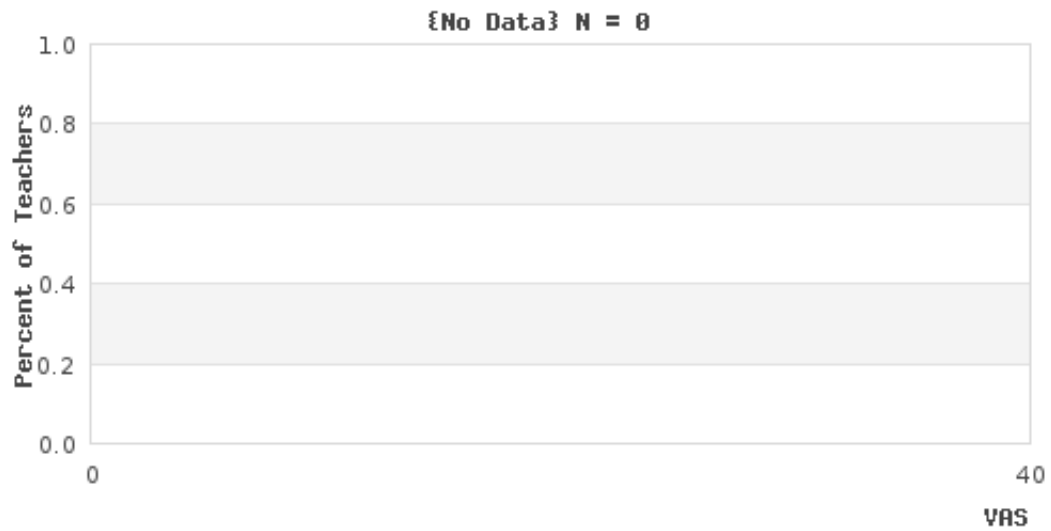 {No Data} N = 0
Percent of Teachers
1.0
0.8
0.6
0.4
0.2
0.0
0
40
VAS